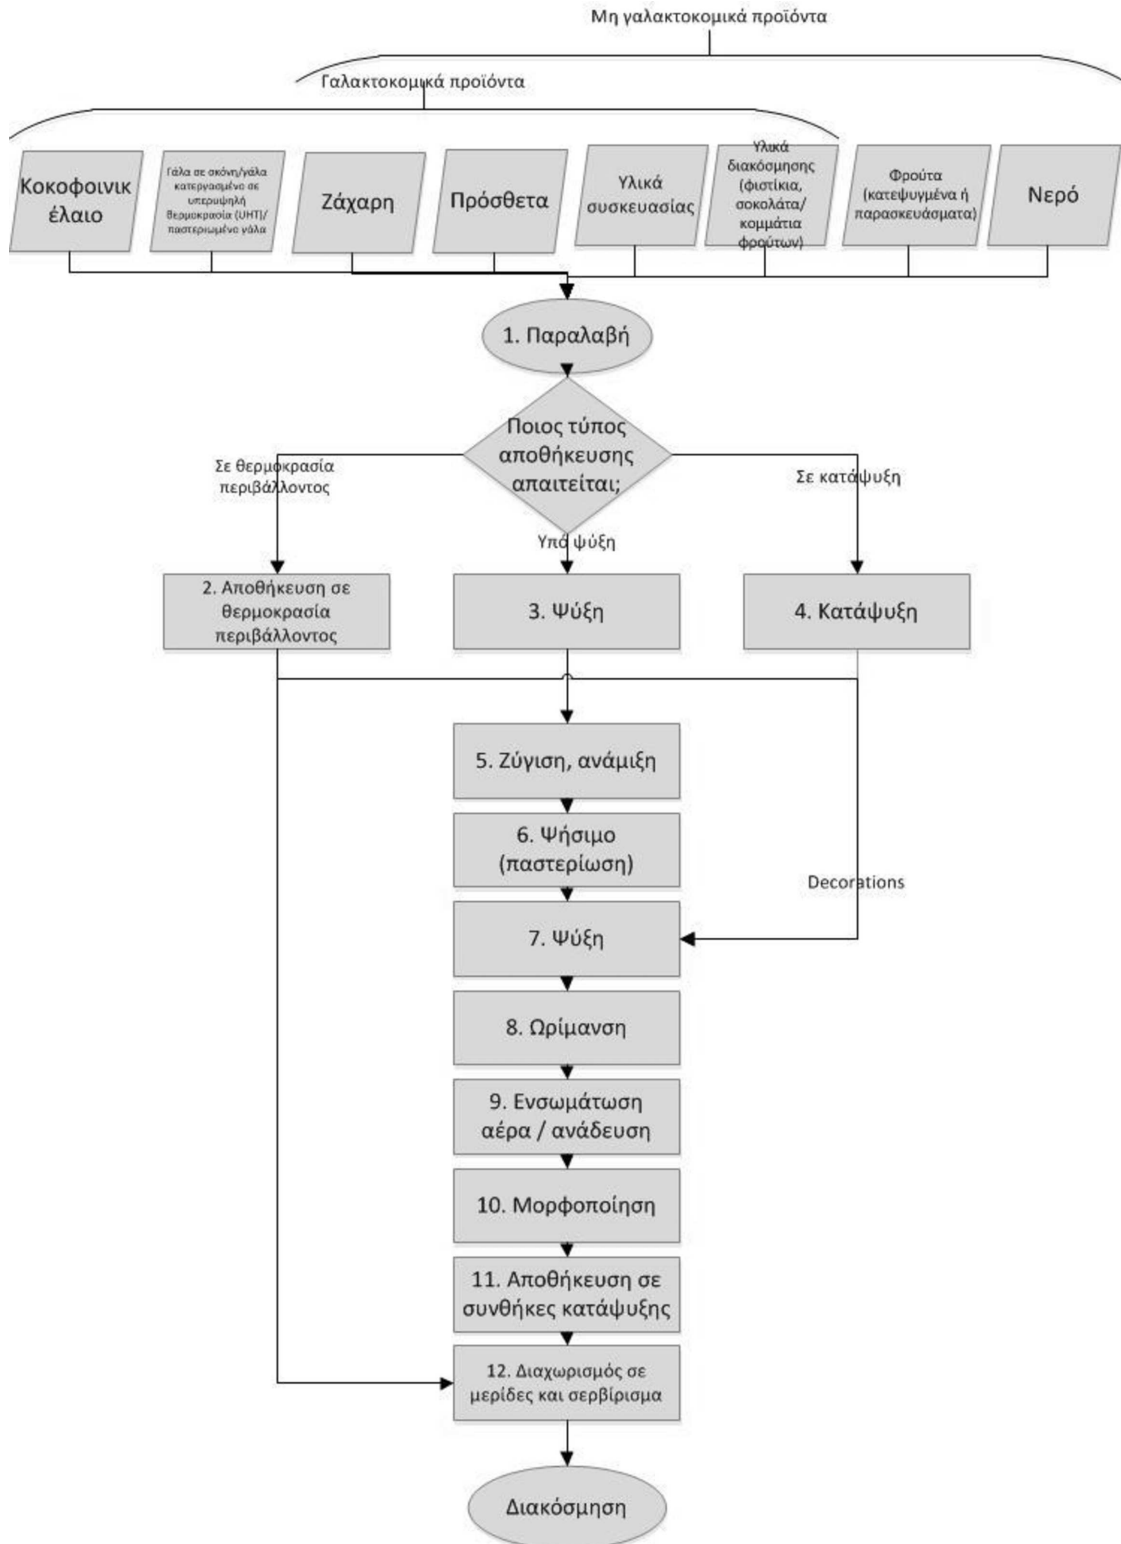 Μη γαλακτοκομικά προϊόντα
Γαλακτοκομικά προϊόντα
Κοκοφοινικ
έλαιο
Γάλα σε σκόνη/γάλα
κατεργασμένο σε
υπερυψηλή
θερμοκρασία (UHT)/
παστεριωμένο γάλα
Ζάχαρη
Πρόσθετα
Υλικά
συσκευασίας
Υλικά
διακόσμησης
(φιστίκια,
σοκολάτα/
κομμάτια
φρούτων)
Φρούτα
(κατεψυγμένα ή
παρασκευάσματα)
Νερό
1. Παραλαβή
Ποιος τύπος
αποθήκευσης
απαιτείται;
Σε θερμοκρασία
περιβάλλοντος
Υπό ψύξη
Σε κατάψυξη
2. Αποθήκευση σε
θερμοκρασία
περιβάλλοντος
3. Ψύξη
4. Κατάψυξη
5. Ζύγιση, ανάμιξη
6. Ψήσιμο
(παστερίωση)
Decorations
7. Ψύξη
8. Ωρίμανση
9. Ενσωμάτωση
αέρα / ανάδευση
10. Μορφοποίηση
11. Αποθήκευση σε
συνθήκες κατάψυξης
12. Διαχωρισμός σε
μερίδες και σερβίρισμα
Διακόσμηση